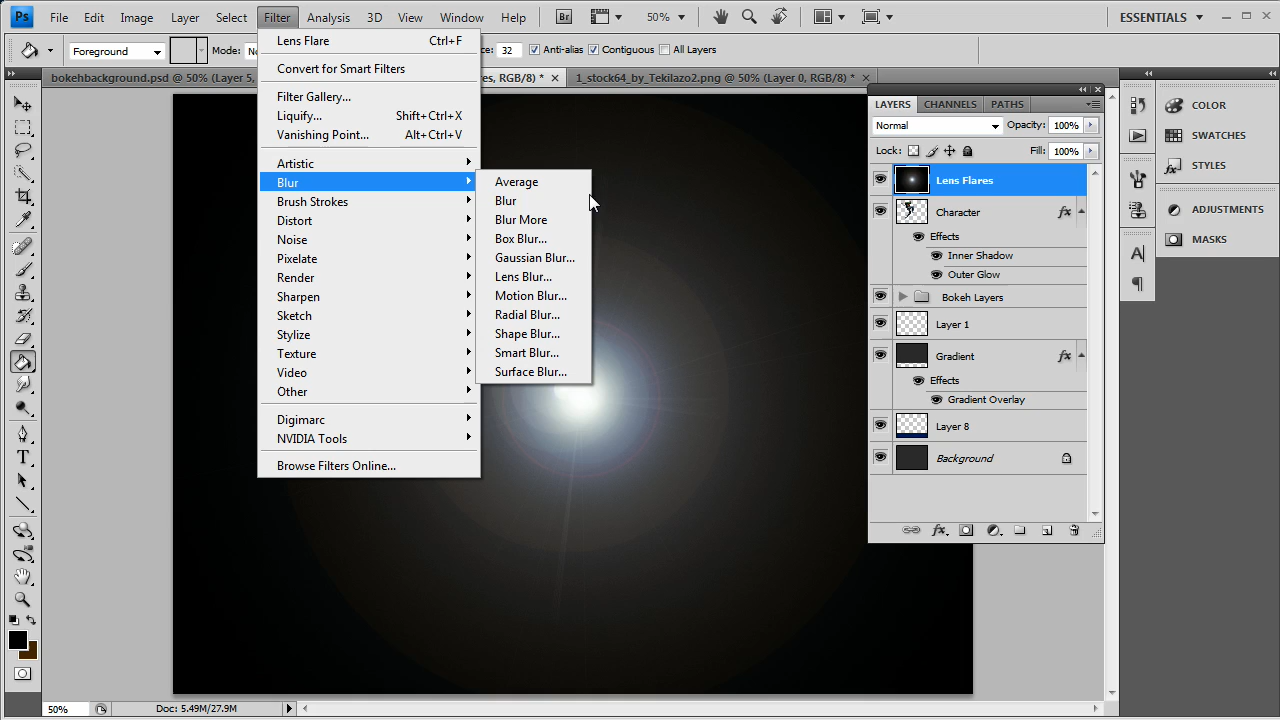 Ps File Edit Image Layer Select Filter Analysis 3D View Window Help Br 50% ESSENTIALS
Foreground Mode: 32 Anti-alias Contiguous All Layers
bokehbackground.psd @ 50% (Layer 5, res, RGB/8) * 1_stock64_by_Tekilazo2.png @ 50% (Layer 0, RGB/8) *
Lens Flare Ctrl+F
Convert for Smart Filters
Filter Gallery...
Liquify... Shift+Ctrl+X
Vanishing Point... Alt+Ctrl+V
Artistic
Blur
Brush Strokes
Distort
Noise
Pixelate
Render
Sharpen
Sketch
Stylize
Texture
Video
Other
Digimarc
NVIDIA Tools
Browse Filters Online...
Average
Blur
Blur More
Box Blur...
Gaussian Blur...
Lens Blur...
Motion Blur...
Radial Blur...
Shape Blur...
Smart Blur...
Surface Blur...
LAYERS CHANNELS PATHS
Normal Opacity: 100%
Lock: Fill: 100%
Lens Flares
Character fx
Effects
Inner Shadow
Outer Glow
Bokeh Layers
Layer 1
Gradient fx
Effects
Gradient Overlay
Layer 8
Background
COLOR
SWATCHES
STYLES
ADJUSTMENTS
MASKS
50% Doc: 5.49M/27.9M